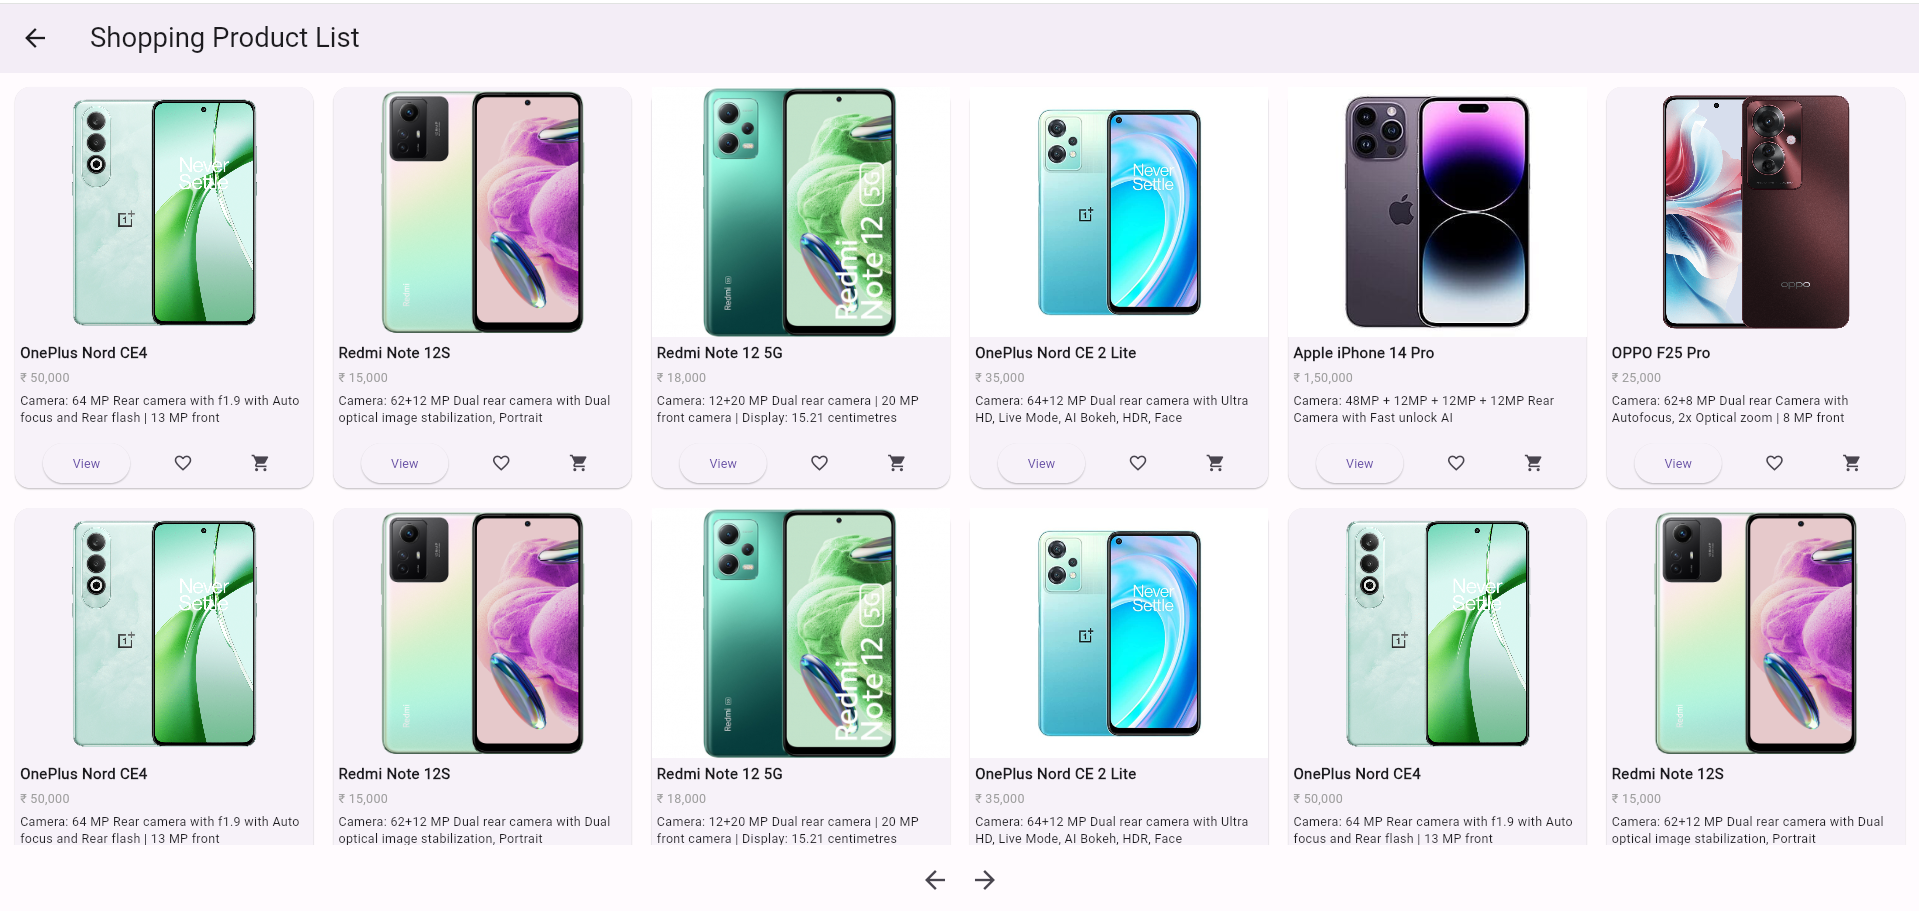 Shopping Product List
Never
Settle
Redmi
Redmi
Note 12 5G
Redmi
Never
Settle
oppo
OnePlus Nord CE4
₹ 50,000
Camera: 64 MP Rear camera with f1.9 with Auto
focus and Rear flash | 13 MP front
View
Redmi Note 12S
₹ 15,000
Camera: 62+12 MP Dual rear camera with Dual
optical image stabilization, Portrait
View
Redmi Note 12 5G
₹ 18,000
Camera: 12+20 MP Dual rear camera | 20 MP
front camera | Display: 15.21 centimetres
View
OnePlus Nord CE 2 Lite
₹ 35,000
Camera: 64+12 MP Dual rear camera with Ultra
HD, Live Mode, AI Bokeh, HDR, Face
View
Apple iPhone 14 Pro
₹ 1,50,000
Camera: 48MP + 12MP + 12MP + 12MP Rear
Camera with Fast unlock AI
View
OPPO F25 Pro
₹ 25,000
Camera: 62+8 MP Dual rear Camera with
Autofocus, 2x Optical zoom | 8 MP front
View
Never
Settle
Redmi
Redmi
Note 12 5G
Redmi
Never
Settle
Never
Settle
Redmi
OnePlus Nord CE4
₹ 50,000
Camera: 64 MP Rear camera with f1.9 with Auto
focus and Rear flash | 13 MP front
Redmi Note 12S
₹ 15,000
Camera: 62+12 MP Dual rear camera with Dual
optical image stabilization, Portrait
Redmi Note 12 5G
₹ 18,000
Camera: 12+20 MP Dual rear camera | 20 MP
front camera | Display: 15.21 centimetres
OnePlus Nord CE 2 Lite
₹ 35,000
Camera: 64+12 MP Dual rear camera with Ultra
HD, Live Mode, AI Bokeh, HDR, Face
OnePlus Nord CE4
₹ 50,000
Camera: 64 MP Rear camera with f1.9 with Auto
focus and Rear flash | 13 MP front
Redmi Note 12S
₹ 15,000
Camera: 62+12 MP Dual rear camera with Dual
optical image stabilization, Portrait